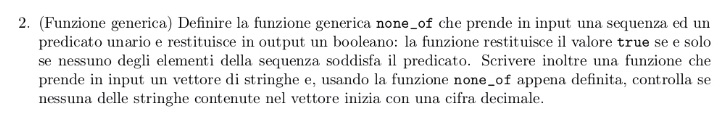 2. (Funzione generica) Definire la funzione generica none_of che prende in input una sequenza ed un
predicato unario e restituisce in output un booleano: la funzione restituisce il valore true se e solo
se nessuno degli elementi della sequenza soddisfa il predicato. Scrivere inoltre una funzione che
prende in input un vettore di stringhe e, usando la funzione none_of appena definita, controlla se
nessuna delle stringhe contenute nel vettore inizia con una cifra decimale.